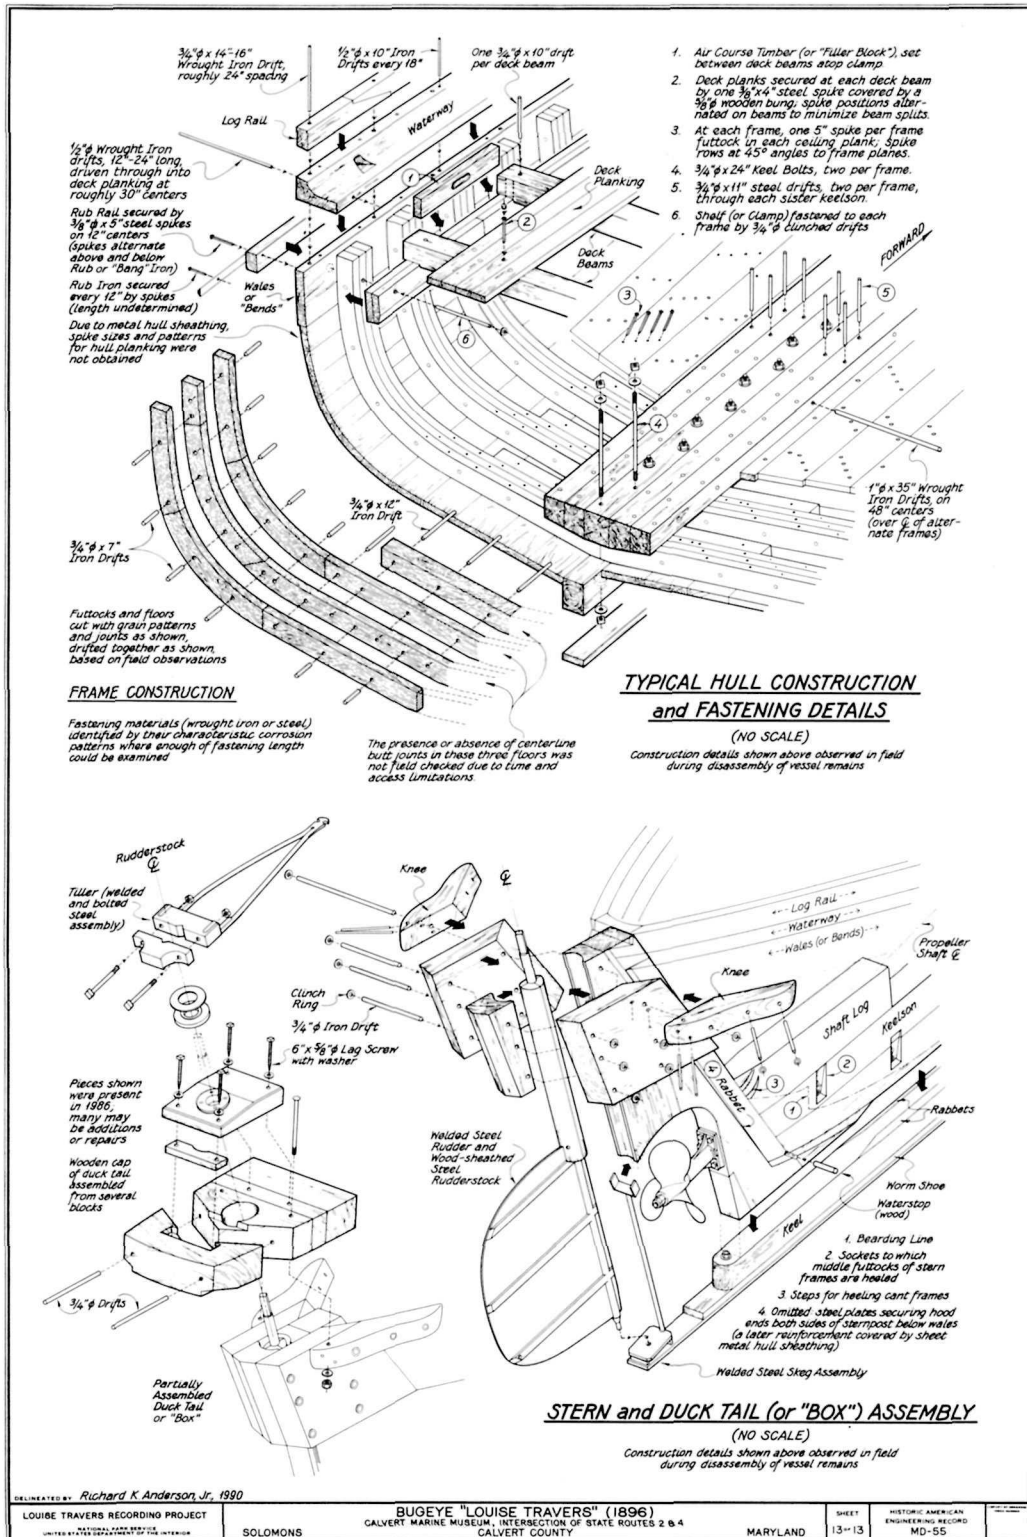 3/4"ϕ x 14"-16"
Wrought Iron Drift,
roughly 24" spacing
1/2"ϕ x 10" Iron
Drifts every 18"
One 3/4"ϕ x 10" drift
per deck beam
Log Rail
Waterway
1/2"ϕ Wrought Iron
drifts, 12"-24" long,
driven through into
deck planking at
roughly 30" centers
Rub Rail secured by
3/8"ϕ x 5" steel spikes
on 12" centers
(spikes alternate
above and below
Rub or "Bang" Iron)
Rub Iron secured
every 12" by spikes
(length undetermined)
Due to metal hull sheathing,
spike sizes and patterns
for hull planking were
not obtained
Wales
or
"Bends"
Deck
Planking
Deck
Beams
1
2
3
4
5
6
1. Air Course Timber (or "Filler Block"), set
between deck beams atop clamp.
2. Deck planks secured at each deck beam
by one 3/8"x4" steel spike covered by a
5/8"ϕ wooden bung; spike positions alter-
nated on beams to minimize beam splits.
3. At each frame, one 5" spike per frame
futtock in each ceiling plank; spike
rows at 45° angles to frame planes.
4. 3/4"ϕ x 24" Keel Bolts, two per frame.
5. 3/4"ϕ x 11" steel drifts, two per frame,
through each sister keelson.
6. Shelf (or Clamp) fastened to each
frame by 3/4"ϕ clinched drifts
FORWARD
1"ϕ x 35" Wrought
Iron Drifts, on
48" centers
(over ℄ of alter-
nate frames)
3/4"ϕ x 12"
Iron Drift
3/4"ϕ x 7"
Iron Drifts
Futtocks and floors
cut with grain patterns
and joints as shown,
drifted together as shown,
based on field observations
FRAME CONSTRUCTION
Fastening materials (wrought iron or steel)
identified by their characteristic corrosion
patterns where enough of fastening length
could be examined
The presence or absence of centerline
butt joints in these three floors was
not field checked due to time and
access limitations.
TYPICAL HULL CONSTRUCTION
and FASTENING DETAILS
(NO SCALE)
Construction details shown above observed in field
during disassembly of vessel remains
Rudderstock
℄
Tiller (welded
and bolted
steel
assembly)
Knee
℄
Log Rail
Waterway
Wales (or Bends)
Propeller
Shaft ℄
Knee
Clinch
Ring
3/4"ϕ Iron Drift
6" x 5/8"ϕ Lag Screw
with washer
Shaft Log
Keelson
4
Rabbet
3
1
2
Rabbets
Pieces shown
were present
in 1986,
many may
be additions
or repairs
Wooden cap
of duck tail
assembled
from several
blocks
Welded Steel
Rudder and
Wood-sheathed
Steel
Rudderstock
Worm Shoe
Waterstop
(wood)
Keel
1. Bearding Line
2. Sockets to which
middle futtocks of stern
frames are heeled
3. Steps for heeling cant frames
4. Omitted steel plates securing hood
ends both sides of sternpost below wales
(a later reinforcement covered by sheet
metal hull sheathing)
3/4"ϕ Drifts
Welded Steel Skeg Assembly
Partially
Assembled
Duck Tail
or "Box"
STERN and DUCK TAIL (or "BOX") ASSEMBLY
(NO SCALE)
Construction details shown above observed in field
during disassembly of vessel remains
DELINEATED BY Richard K Anderson, Jr, 1990
LOUISE TRAVERS RECORDING PROJECT
NATIONAL PARK SERVICE
UNITED STATES DEPARTMENT OF THE INTERIOR
SOLOMONS
BUGEYE "LOUISE TRAVERS" (1896)
CALVERT MARINE MUSEUM, INTERSECTION OF STATE ROUTES 2 & 4
CALVERT COUNTY
MARYLAND
SHEET
13 of 13
HISTORIC AMERICAN
ENGINEERING RECORD
MD-55